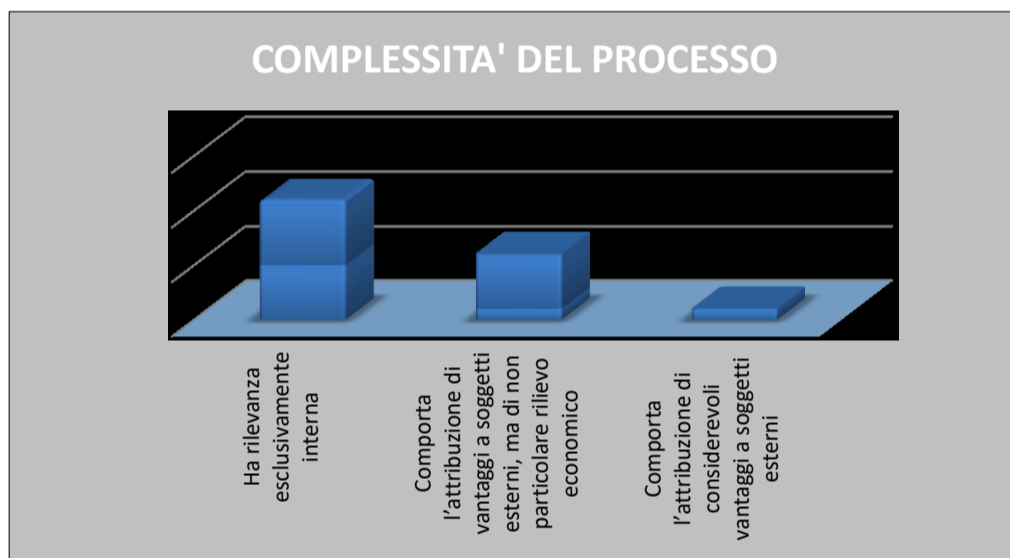 COMPLESSITA' DEL PROCESSO
Ha rilevanza
esclusivamente
interna
Comporta
l’attribuzione di
vantaggi a soggetti
esterni, ma di non
particolare rilievo
economico
Comporta
l’attribuzione di
considerevoli
vantaggi a soggetti
esterni